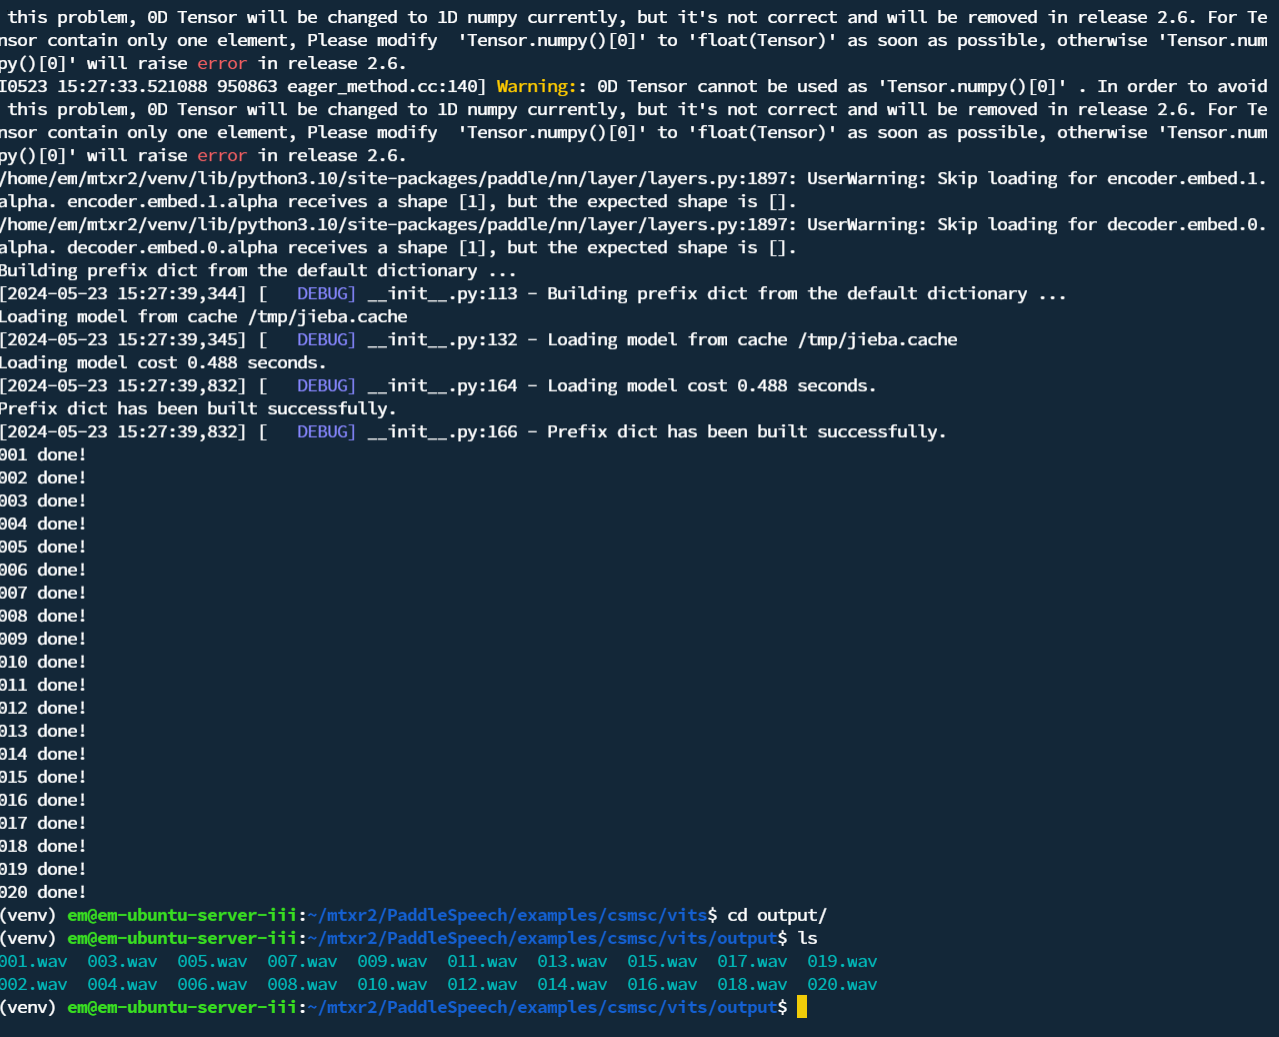 this problem, 0D Tensor will be changed to 1D numpy currently, but it's not correct and will be removed in release 2.6. For Te
nsor contain only one element, Please modify  'Tensor.numpy()[0]' to 'float(Tensor)' as soon as possible, otherwise 'Tensor.num
py()[0]' will raise error in release 2.6.
I0523 15:27:33.521088 950863 eager_method.cc:140] Warning:: 0D Tensor cannot be used as 'Tensor.numpy()[0]' . In order to avoid
this problem, 0D Tensor will be changed to 1D numpy currently, but it's not correct and will be removed in release 2.6. For Te
nsor contain only one element, Please modify  'Tensor.numpy()[0]' to 'float(Tensor)' as soon as possible, otherwise 'Tensor.num
py()[0]' will raise error in release 2.6.
/home/em/mtxr2/venv/lib/python3.10/site-packages/paddle/nn/layer/layers.py:1897: UserWarning: Skip loading for encoder.embed.1.
alpha. encoder.embed.1.alpha receives a shape [1], but the expected shape is [].
/home/em/mtxr2/venv/lib/python3.10/site-packages/paddle/nn/layer/layers.py:1897: UserWarning: Skip loading for decoder.embed.0.
alpha. decoder.embed.0.alpha receives a shape [1], but the expected shape is [].
Building prefix dict from the default dictionary ...
[2024-05-23 15:27:39,344] [   DEBUG] __init__.py:113 - Building prefix dict from the default dictionary ...
Loading model from cache /tmp/jieba.cache
[2024-05-23 15:27:39,345] [   DEBUG] __init__.py:132 - Loading model from cache /tmp/jieba.cache
Loading model cost 0.488 seconds.
[2024-05-23 15:27:39,832] [   DEBUG] __init__.py:164 - Loading model cost 0.488 seconds.
Prefix dict has been built successfully.
[2024-05-23 15:27:39,832] [   DEBUG] __init__.py:166 - Prefix dict has been built successfully.
001 done!
002 done!
003 done!
004 done!
005 done!
006 done!
007 done!
008 done!
009 done!
010 done!
011 done!
012 done!
013 done!
014 done!
015 done!
016 done!
017 done!
018 done!
019 done!
020 done!
(venv) em@em-ubuntu-server-iii:~/mtxr2/PaddleSpeech/examples/csmsc/vits$ cd output/
(venv) em@em-ubuntu-server-iii:~/mtxr2/PaddleSpeech/examples/csmsc/vits/output$ ls
001.wav  003.wav  005.wav  007.wav  009.wav  011.wav  013.wav  015.wav  017.wav  019.wav
002.wav  004.wav  006.wav  008.wav  010.wav  012.wav  014.wav  016.wav  018.wav  020.wav
(venv) em@em-ubuntu-server-iii:~/mtxr2/PaddleSpeech/examples/csmsc/vits/output$